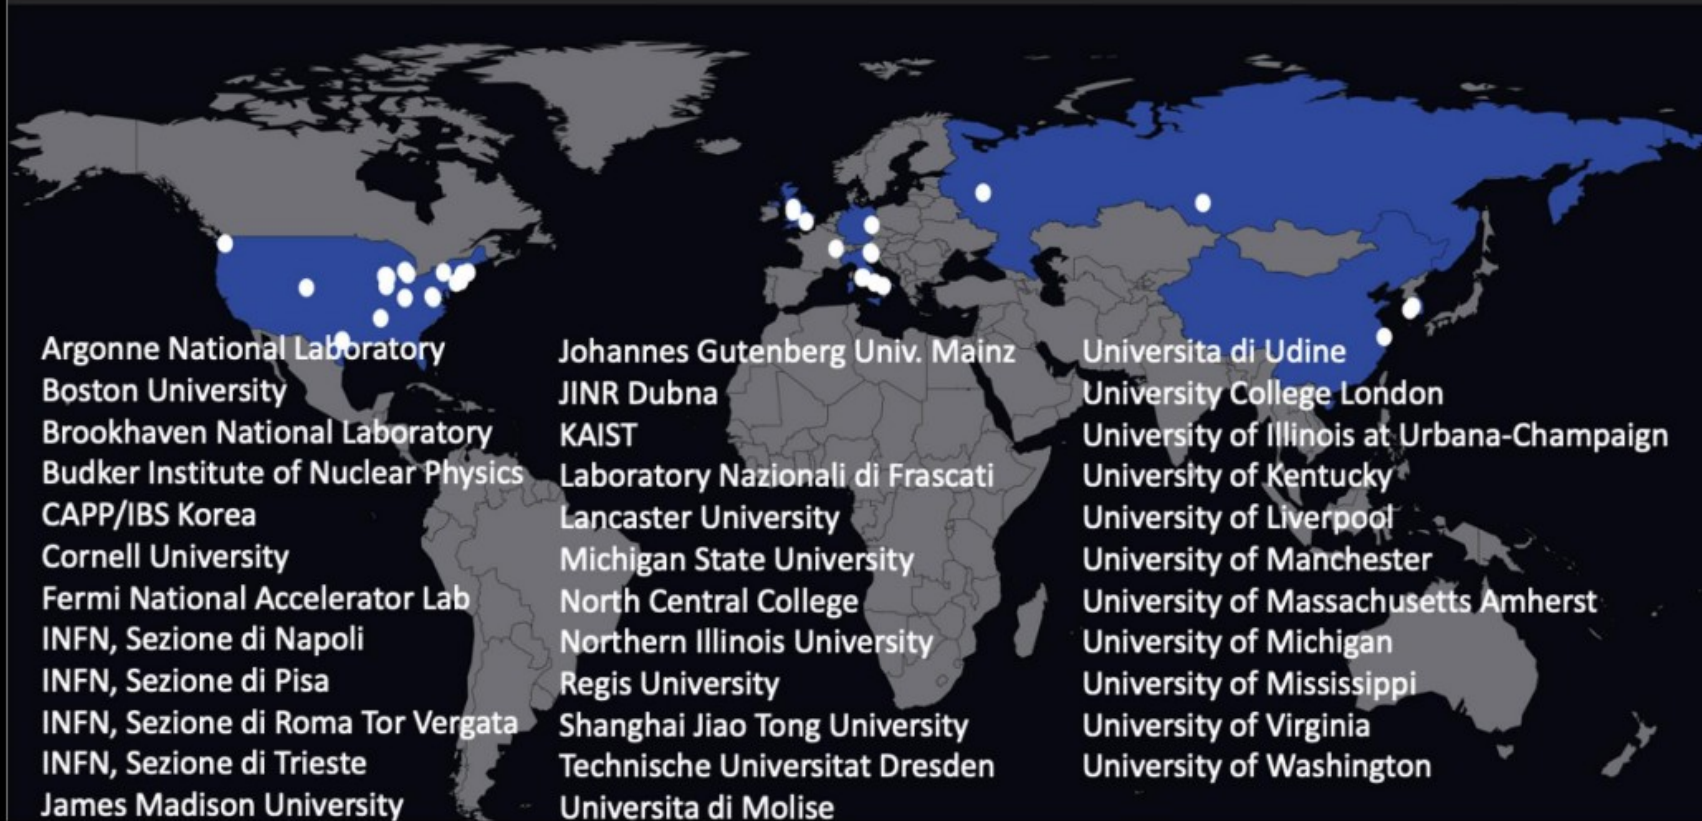 Argonne National Laboratory
Boston University
Brookhaven National Laboratory
Budker Institute of Nuclear Physics
CAPP/IBS Korea
Cornell University
Fermi National Accelerator Lab
INFN, Sezione di Napoli
INFN, Sezione di Pisa
INFN, Sezione di Roma Tor Vergata
INFN, Sezione di Trieste
James Madison University
Johannes Gutenberg Univ. Mainz
JINR Dubna
KAIST
Laboratory Nazionali di Frascati
Lancaster University
Michigan State University
North Central College
Northern Illinois University
Regis University
Shanghai Jiao Tong University
Technische Universitat Dresden
Universita di Molise
Universita di Udine
University College London
University of Illinois at Urbana-Champaign
University of Kentucky
University of Liverpool
University of Manchester
University of Massachusetts Amherst
University of Michigan
University of Mississippi
University of Virginia
University of Washington